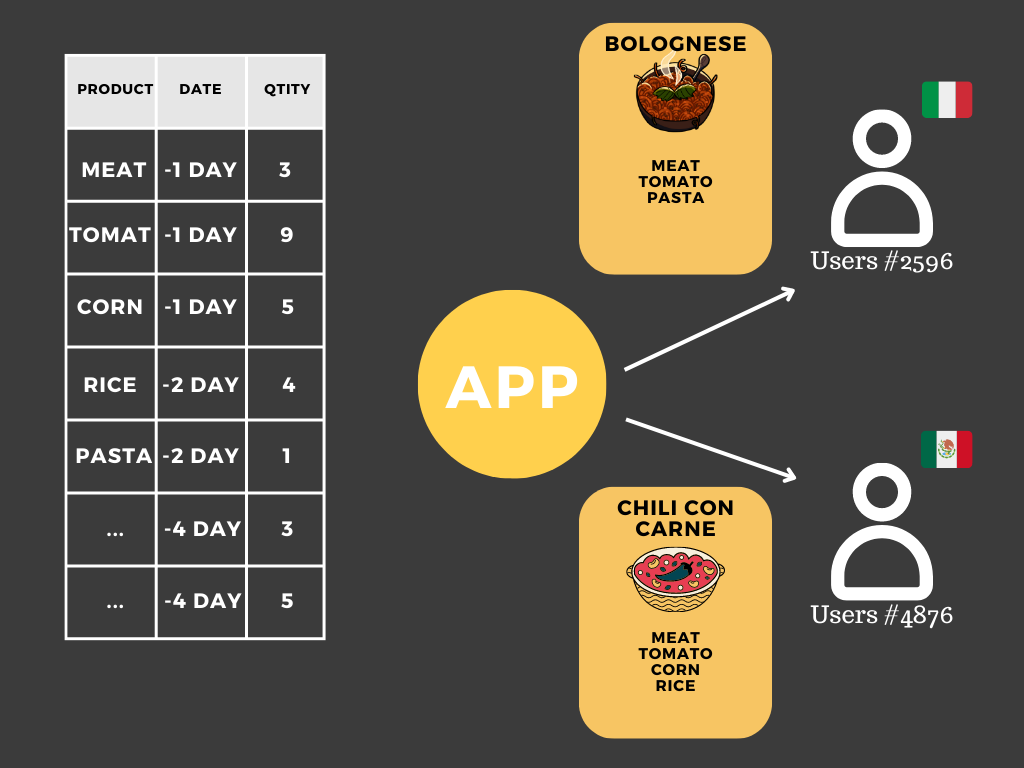 PRODUCT DATE QTITY
MEAT -1 DAY 3
TOMAT -1 DAY 9
CORN -1 DAY 5
RICE -2 DAY 4
PASTA -2 DAY 1
... -4 DAY 3
... -4 DAY 5
APP
BOLOGNESE
MEAT
TOMATO
PASTA
Users #2596
CHILI CON
CARNE
MEAT
TOMATO
CORN
RICE
Users #4876